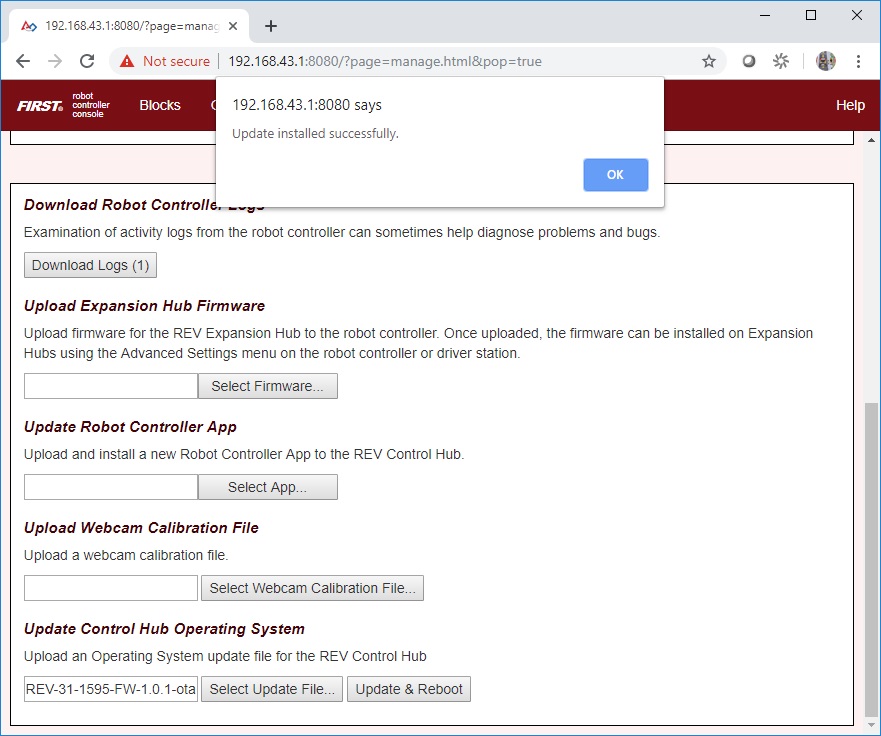 192.168.43.1:8080/?page=manag
Not secure
192.168.43.1:8080/?page=manage.html&pop=true
FIRST®
robot
controller
console
Blocks
Help
192.168.43.1:8080 says
Update installed successfully.
OK
Download Robot Controller Logs
Examination of activity logs from the robot controller can sometimes help diagnose problems and bugs.
Download Logs (1)
Upload Expansion Hub Firmware
Upload firmware for the REV Expansion Hub to the robot controller. Once uploaded, the firmware can be installed on Expansion
Hubs using the Advanced Settings menu on the robot controller or driver station.
Select Firmware...
Update Robot Controller App
Upload and install a new Robot Controller App to the REV Control Hub.
Select App...
Upload Webcam Calibration File
Upload a webcam calibration file.
Select Webcam Calibration File...
Update Control Hub Operating System
Upload an Operating System update file for the REV Control Hub
REV-31-1595-FW-1.0.1-ota
Select Update File...
Update & Reboot